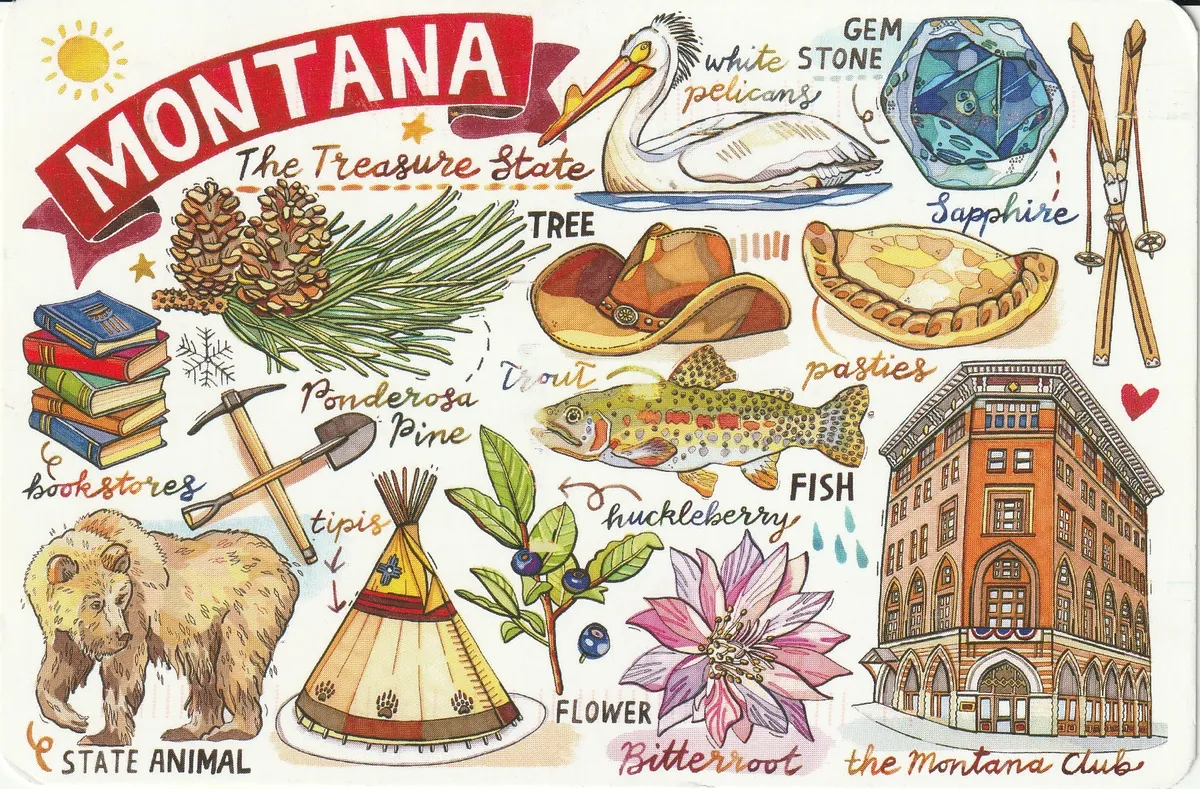 MONTANA
The Treasure State
white
pelicans
GEM
STONE
Sapphire
TREE
Ponderosa
Pine
trout
pasties
bookstores
FISH
huckleberry
tipis
STATE ANIMAL
FLOWER
Bitterroot
the Montana Club